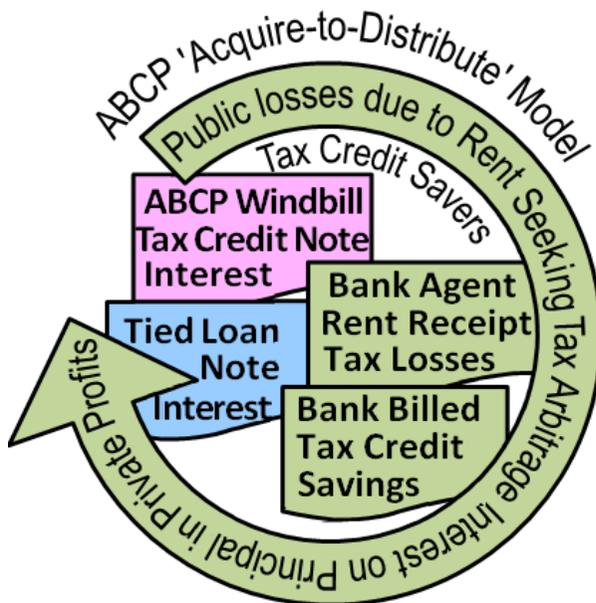 ABCP 'Acquire-to-Distribute' Model
Public losses due to Rent Seeking Tax Arbitrage Interest on Principal in Private Profits
Tax Credit Savers
ABCP Windbill
Tax Credit Note
Interest
Bank Agent
Rent Receipt
Tax Losses
Tied Loan
Note
Interest
Bank Billed
Tax Credit
Savings